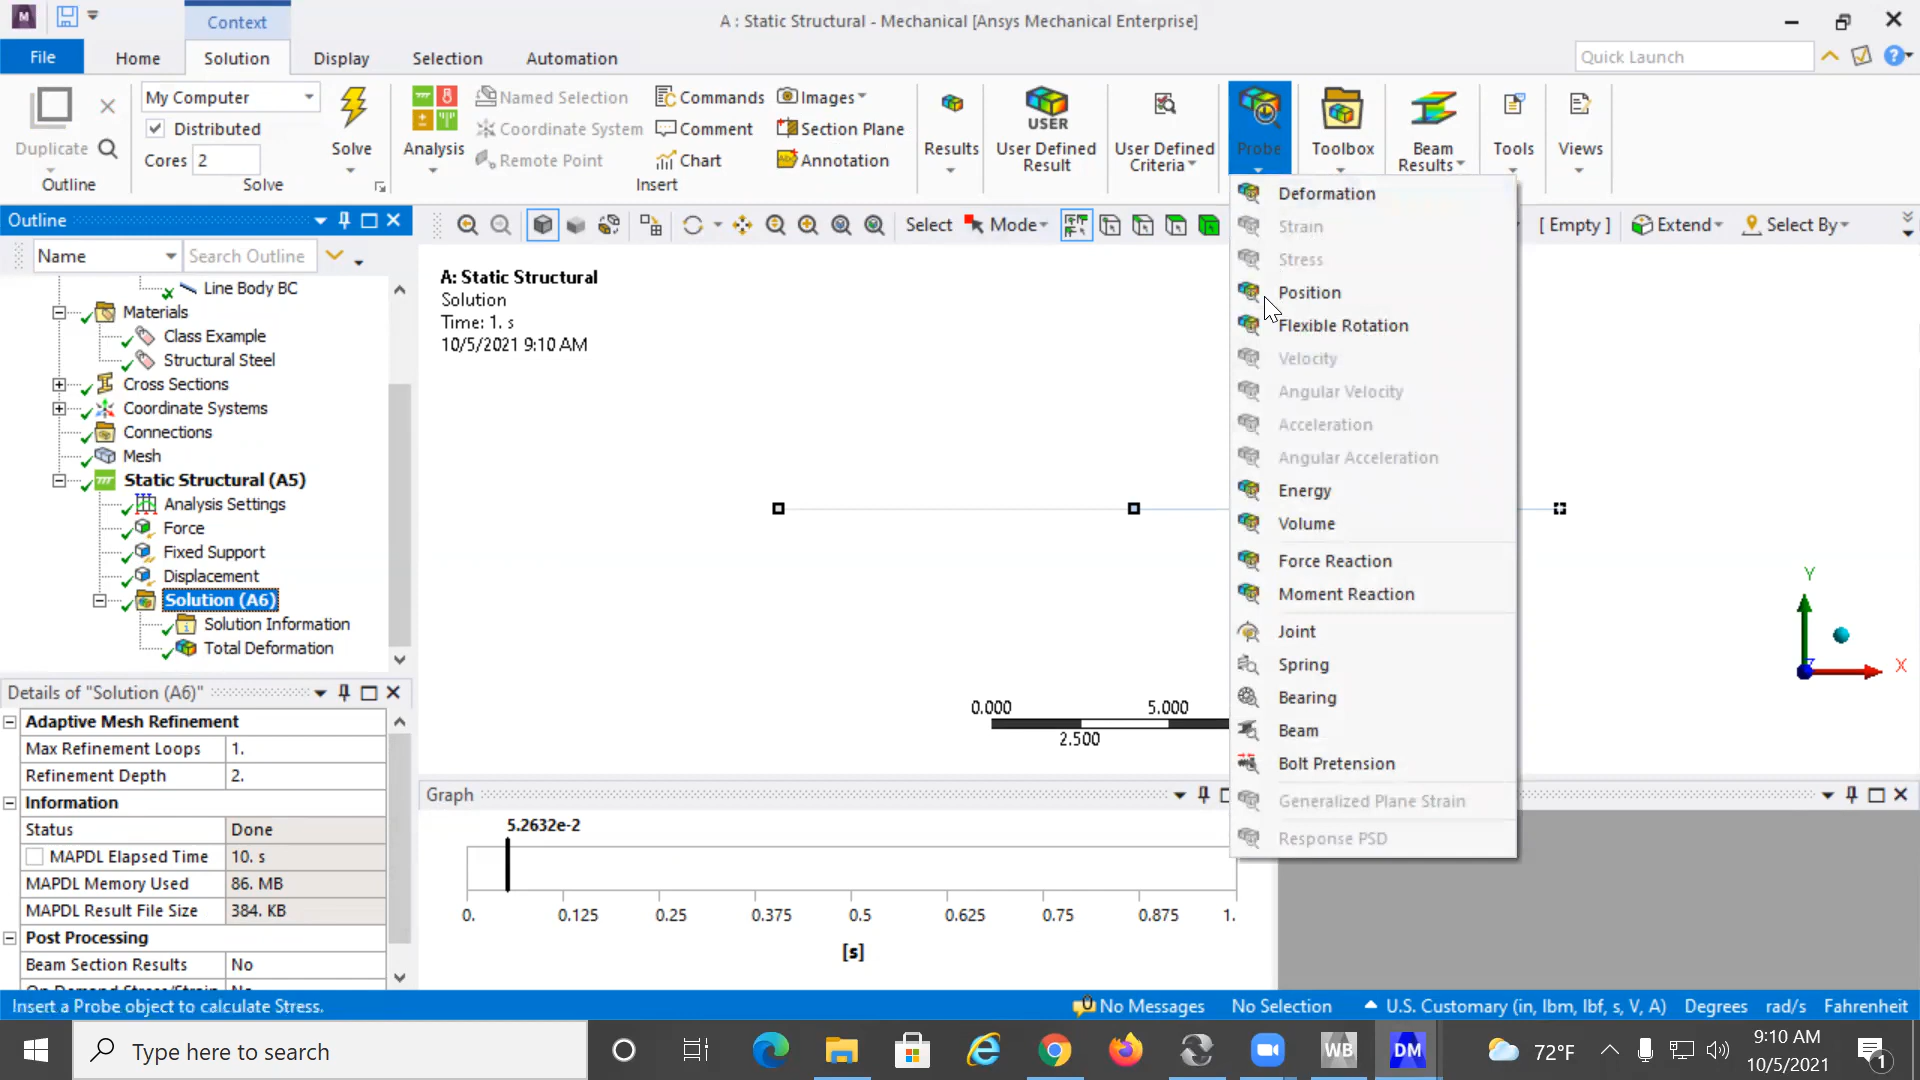 M
Context
A : Static Structural - Mechanical [Ansys Mechanical Enterprise]
File
Home
Solution
Display
Selection
Automation
Quick Launch
Duplicate
Outline
My Computer
Distributed
Cores 2
Solve
Solve
Analysis
Named Selection
Coordinate System
Remote Point
Commands
Comment
Chart
Images
Section Plane
Annotation
Insert
Results
USER
User Defined
Result
User Defined
Criteria
Probe
Toolbox
Beam
Results
Tools
Views
Outline
Name
Search Outline
Select
Mode
[ Empty ]
Extend
Select By
Line Body BC
Materials
Class Example
Structural Steel
Cross Sections
Coordinate Systems
Connections
Mesh
Static Structural (A5)
Analysis Settings
Force
Fixed Support
Displacement
Solution (A6)
Solution Information
Total Deformation
A: Static Structural
Solution
Time: 1. s
10/5/2021 9:10 AM
Deformation
Strain
Stress
Position
Flexible Rotation
Velocity
Angular Velocity
Acceleration
Angular Acceleration
Energy
Volume
Force Reaction
Moment Reaction
Joint
Spring
Bearing
Beam
Bolt Pretension
Generalized Plane Strain
Response PSD
Y
Z
X
0.000
5.000
2.500
Details of "Solution (A6)"
Adaptive Mesh Refinement
Max Refinement Loops 1.
Refinement Depth 2.
Information
Status Done
MAPDL Elapsed Time 10. s
MAPDL Memory Used 86. MB
MAPDL Result File Size 384. KB
Post Processing
Beam Section Results No
On Demand Stress/Strain No
Graph
5.2632e-2
0. 0.125 0.25 0.375 0.5 0.625 0.75 0.875 1.
[s]
Insert a Probe object to calculate Stress.
0 No Messages
No Selection
U.S. Customary (in, lbm, lbf, s, V, A)
Degrees
rad/s
Fahrenheit
Type here to search
WB
DM
72°F
9:10 AM
10/5/2021
1